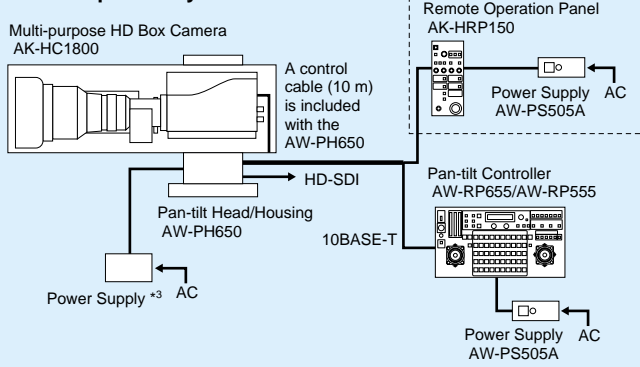 Remote Operation Panel
AK-HRP150
Multi-purpose HD Box Camera
AK-HC1800
A control
cable (10 m)
is included
with the
AW-PH650
Power Supply
AW-PS505A
AC
HD-SDI
Pan-tilt Controller
AW-RP655/AW-RP555
Pan-tilt Head/Housing
AW-PH650
10BASE-T
Power Supply *3
AC
Power Supply
AW-PS505A
AC